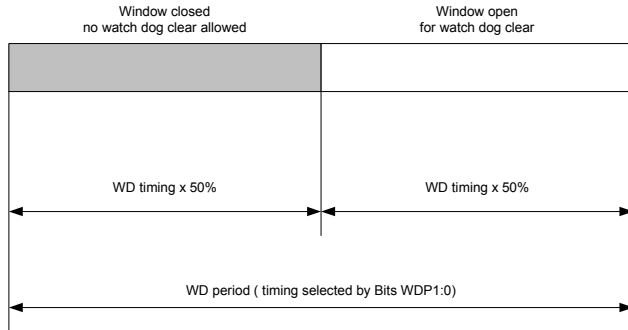 Window closed
no watch dog clear allowed
Window open
for watch dog clear
WD timing x 50%
WD timing x 50%
WD period ( timing selected by Bits WDP1:0)